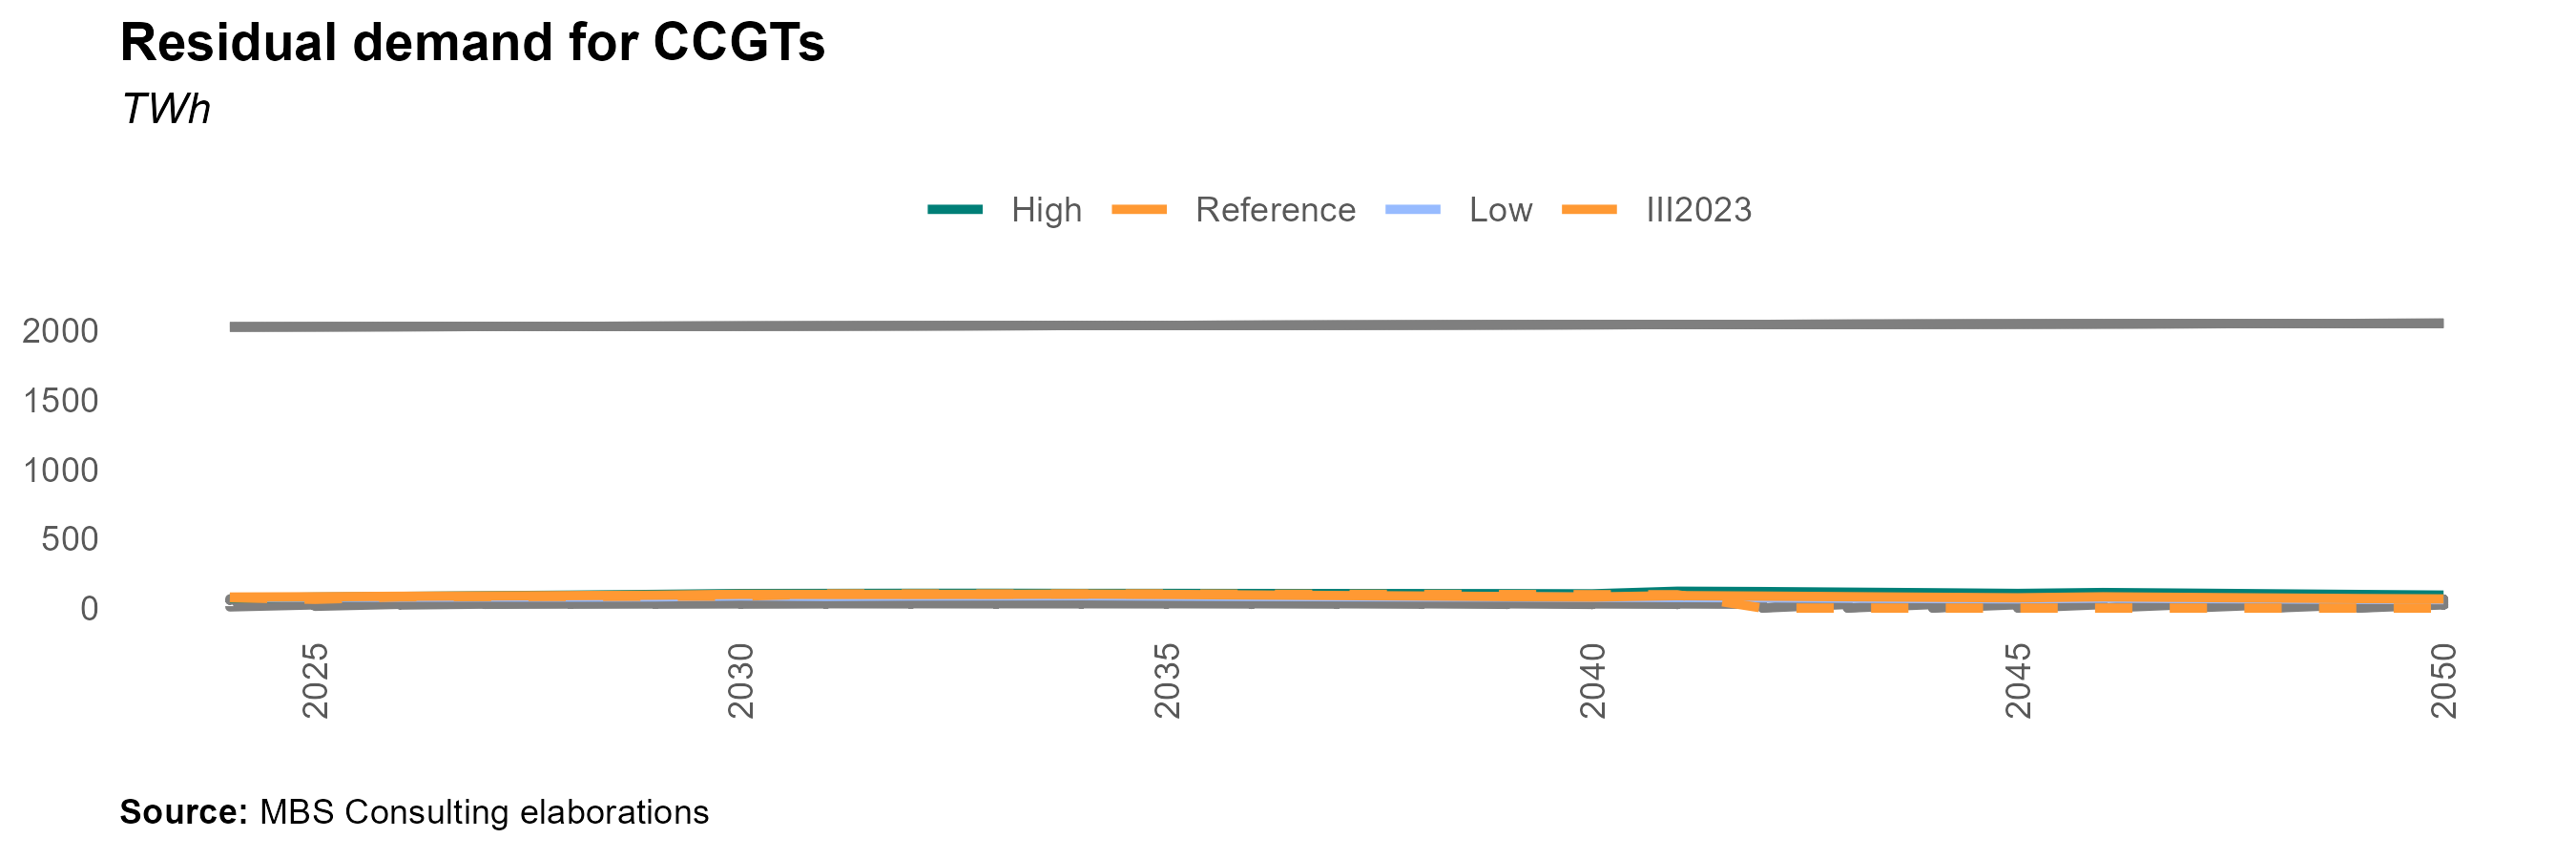 Residual demand for CCGTs
TWh
High Reference Low III2023
2000
1500
1000
500
0
2025 2030 2035 2040 2045 2050
Source: MBS Consulting elaborations